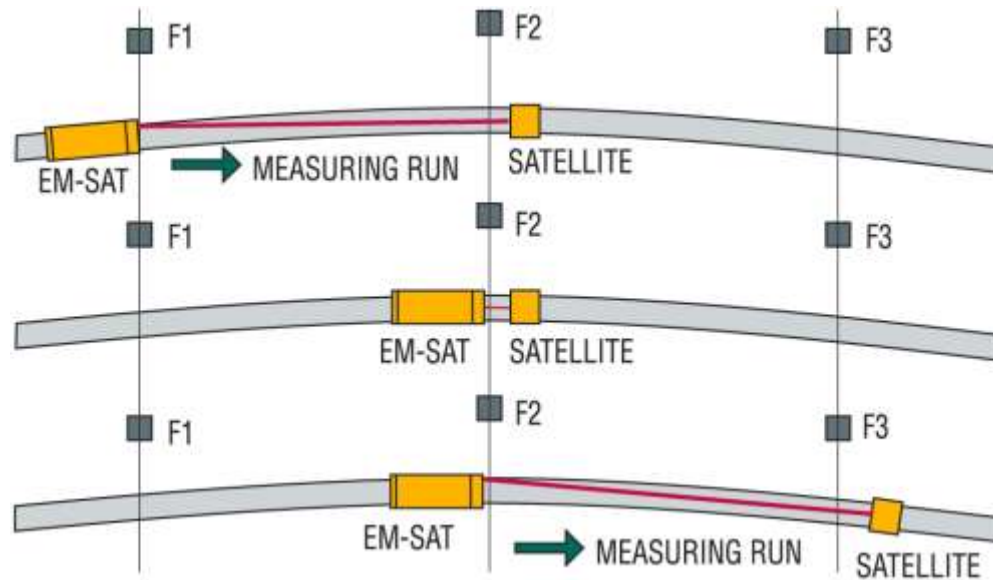 F1
F2
F3
EM-SAT
MEASURING RUN
SATELLITE
F1
F2
F3
EM-SAT
SATELLITE
F1
F2
F3
EM-SAT
MEASURING RUN
SATELLITE